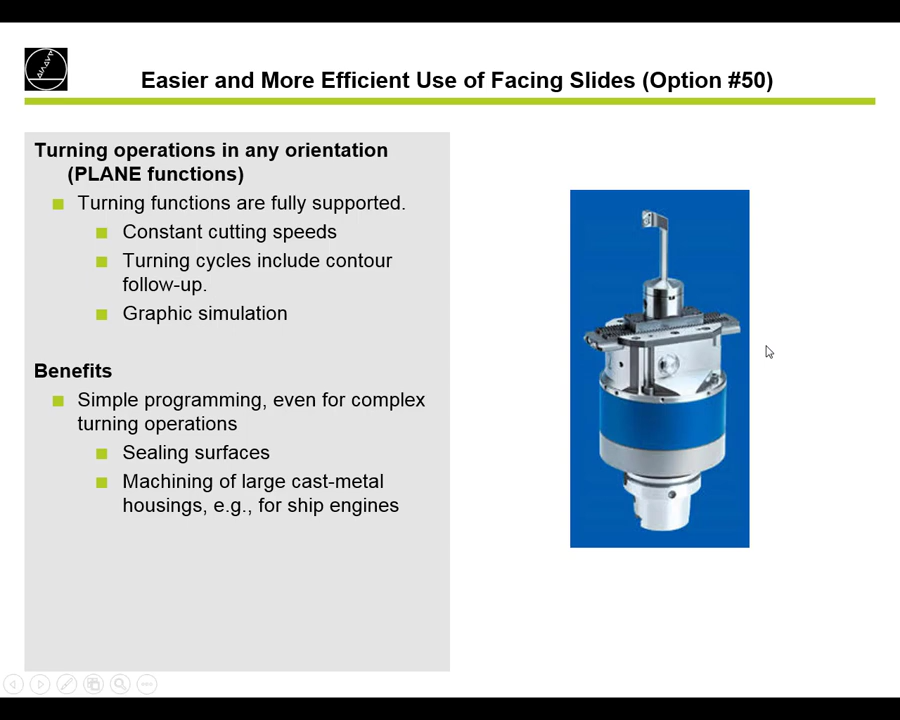 Easier and More Efficient Use of Facing Slides (Option #50)
Turning operations in any orientation
(PLANE functions)
Turning functions are fully supported.
Constant cutting speeds
Turning cycles include contour
follow-up.
Graphic simulation
Benefits
Simple programming, even for complex
turning operations
Sealing surfaces
Machining of large cast-metal
housings, e.g., for ship engines